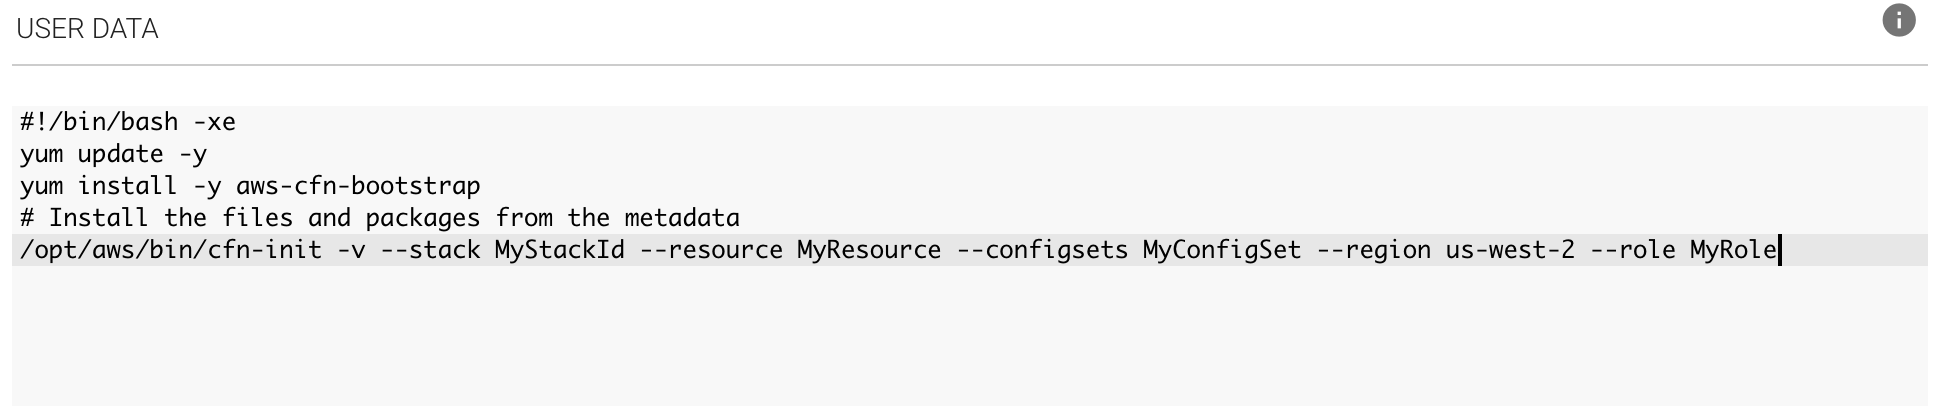 USER DATA
#!/bin/bash -xe
yum update -y
yum install -y aws-cfn-bootstrap
# Install the files and packages from the metadata
/opt/aws/bin/cfn-init -v --stack MyStackId --resource MyResource --configsets MyConfigSet --region us-west-2 --role MyRole